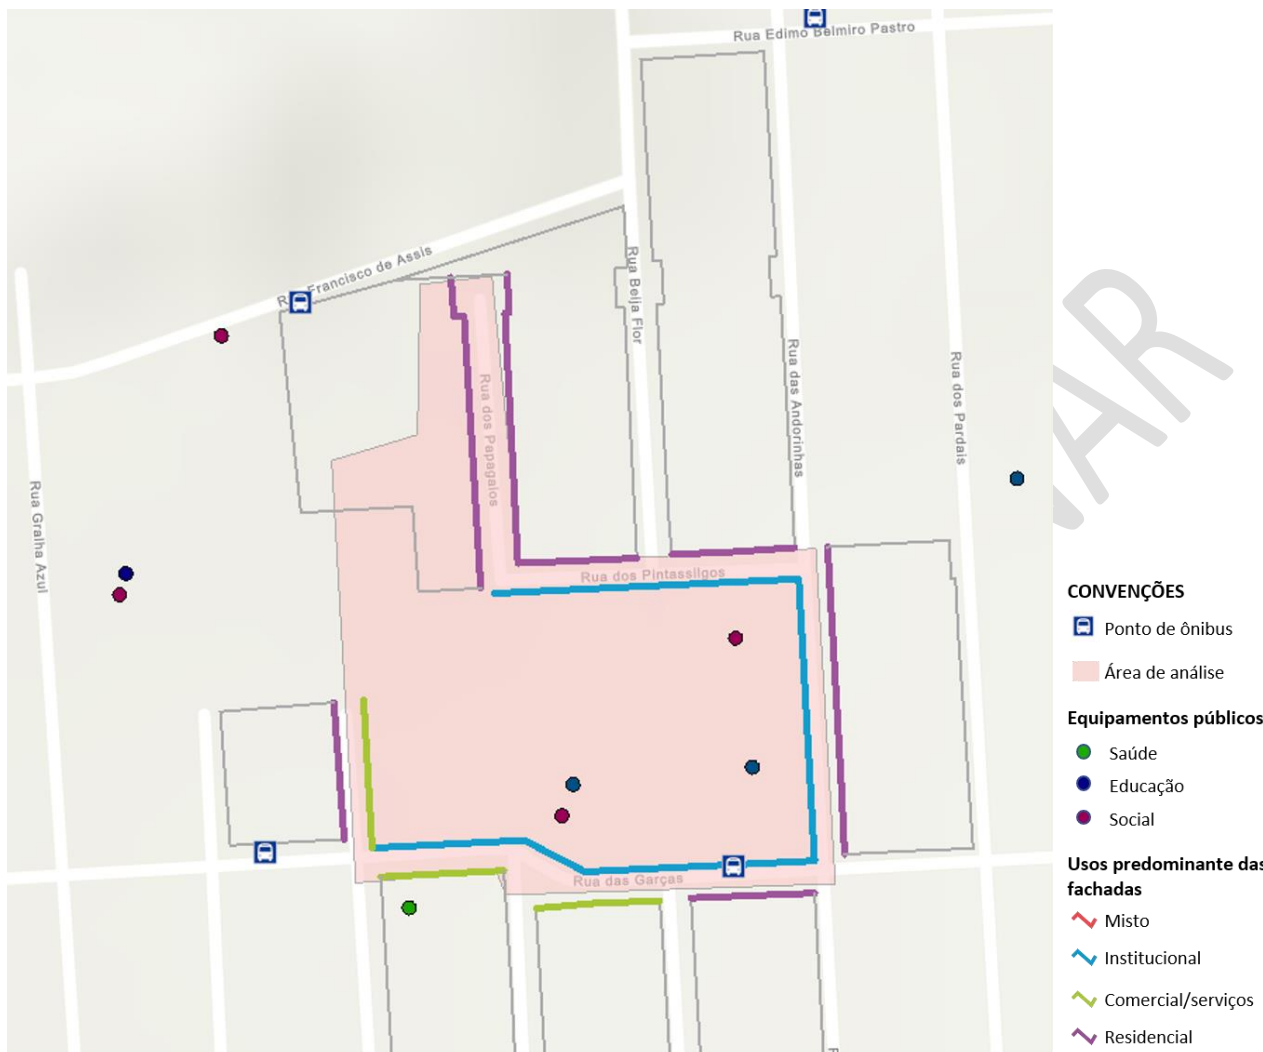 Rua Edimo Belmiro Pastro
Francisco de Assis
Rua Beija Flor
Rua das Andorinhas
Rua dos Pardais
Rua dos Papagaios
Rua Gralha Azul
Rua dos Pintassilgos
Rua das Garças
NAR
CONVENÇÕES
Ponto de ônibus
Área de análise
Equipamentos públicos
Saúde
Educação
Social
Usos predominante das
fachadas
Misto
Institucional
Comercial/serviços
Residencial